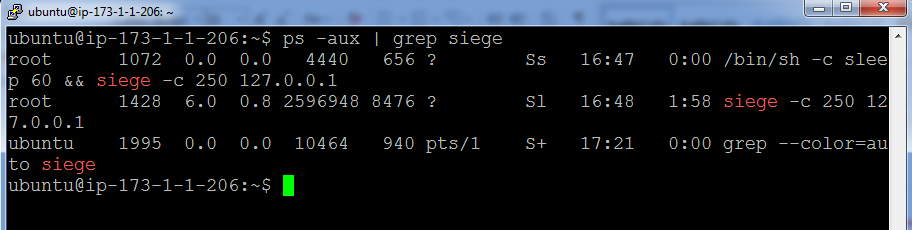 ubuntu@ip-173-1-1-206: ~
ubuntu@ip-173-1-1-206:~$ ps -aux | grep siege
root      1072  0.0  0.0   4440   656 ?        Ss   16:47   0:00 /bin/sh -c slee
p 60 && siege -c 250 127.0.0.1
root      1428  6.0  0.8 2596948 8476 ?        Sl   16:48   1:58 siege -c 250 12
7.0.0.1
ubuntu    1995  0.0  0.0  10464   940 pts/1    S+   17:21   0:00 grep --color=au
to siege
ubuntu@ip-173-1-1-206:~$